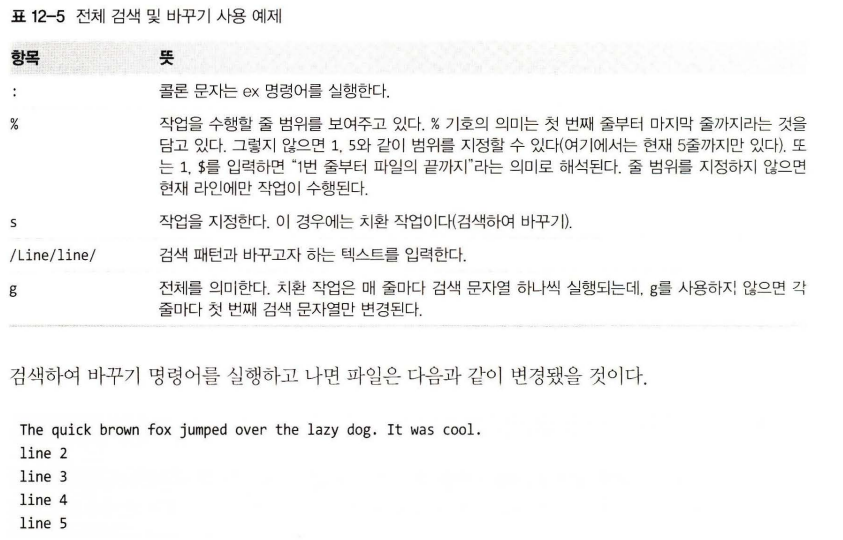 표 12-5 전체 검색 및 바꾸기 사용 예제
항목 뜻
: 콜론 문자는 ex 명령어를 실행한다.
% 작업을 수행할 줄 범위를 보여주고 있다. % 기호의 의미는 첫 번째 줄부터 마지막 줄까지라는 것을
담고 있다. 그렇지 않으면 1, 5와 같이 범위를 지정할 수 있다(여기에서는 현재 5줄까지만 있다). 또
는 1, $를 입력하면 “1번 줄부터 파일의 끝까지”라는 의미로 해석된다. 줄 범위를 지정하지 않으면
현재 라인에만 작업이 수행된다.
s 작업을 지정한다. 이 경우에는 치환 작업이다(검색하여 바꾸기).
/Line/line/ 검색 패턴과 바꾸고자 하는 텍스트를 입력한다.
g 전체를 의미한다. 치환 작업은 매 줄마다 검색 문자열 하나씩 실행되는데, g를 사용하지 않으면 각
줄마다 첫 번째 검색 문자열만 변경된다.
검색하여 바꾸기 명령어를 실행하고 나면 파일은 다음과 같이 변경됐을 것이다.
The quick brown fox jumped over the lazy dog. It was cool.
line 2
line 3
line 4
line 5